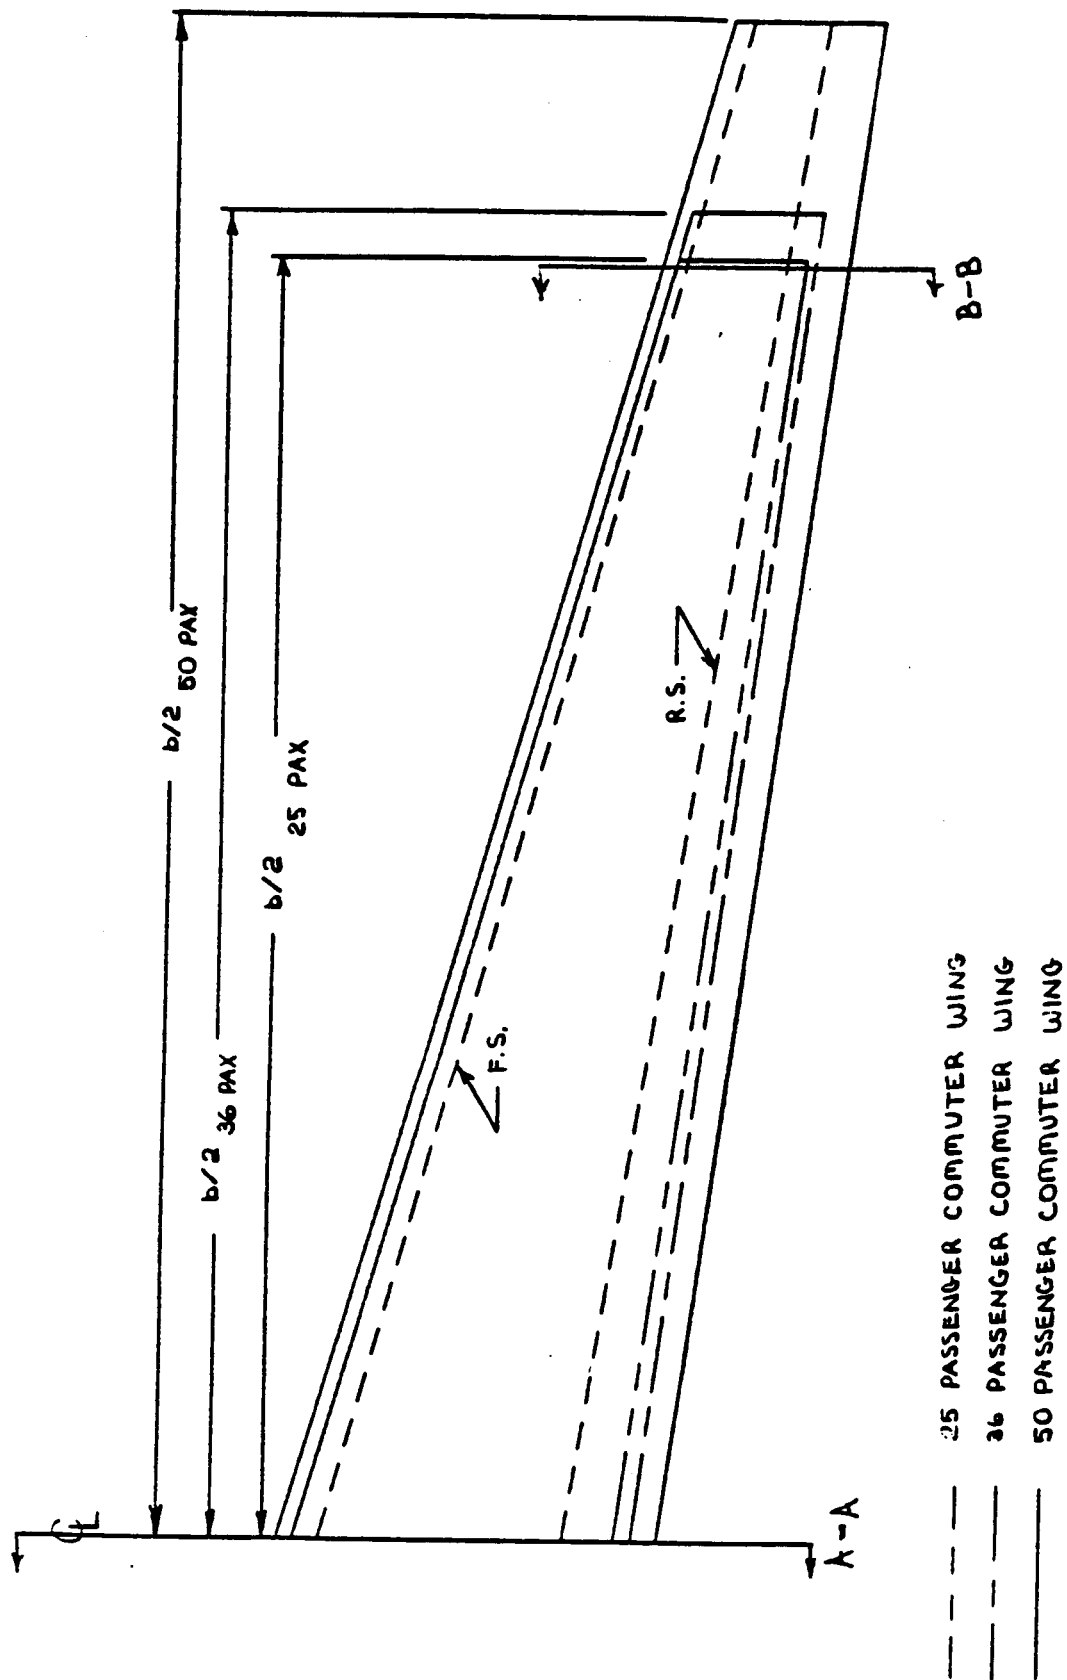 b/2 50 PAX
b/2 36 PAX
b/2 25 PAX
F.S.
R.S.
B-B
A-A
CL
25 PASSENGER COMMUTER WING
36 PASSENGER COMMUTER WING
50 PASSENGER COMMUTER WING